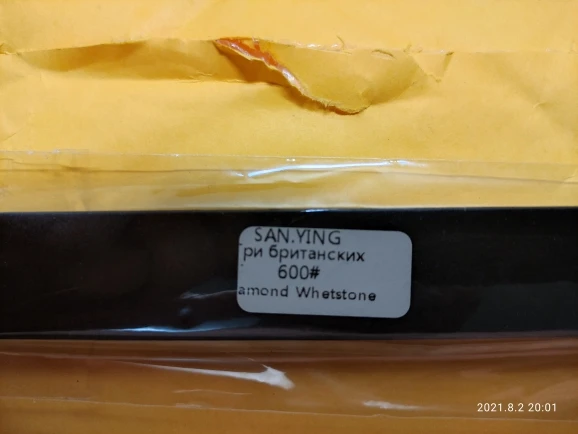 SAN.YING
ри британских
600#
amond Whetstone
2021.8.2 20:01